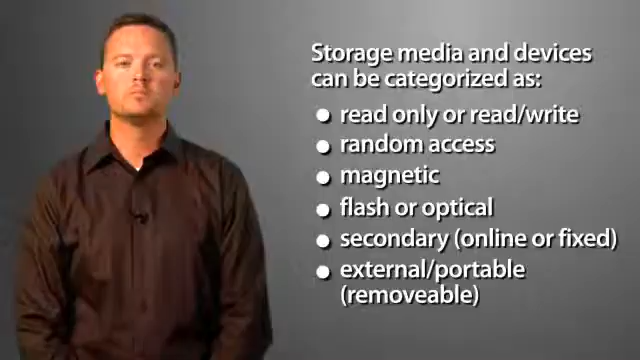 Storage media and devices
can be categorized as:
read only or read/write
random access
magnetic
flash or optical
secondary (online or fixed)
external/portable
(removeable)